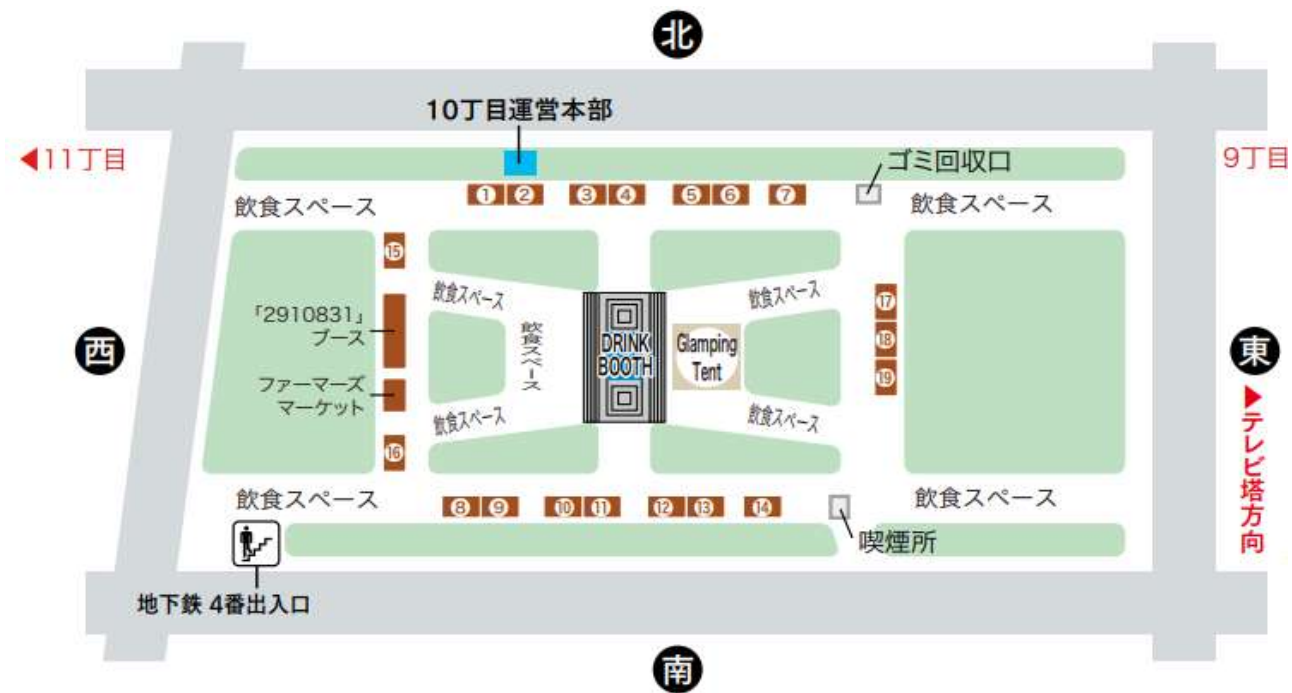 北
10丁目運営本部
◀11丁目
ゴミ回収口
9丁目
① ② ③ ④ ⑤ ⑥ ⑦
飲食スペース
飲食スペース
⑮
飲食スペース
飲食スペース
⑰
「2910831」
ブース
飲食スペース
DRINK
BOOTH
Glamping
Tent
⑱
西
東
ファーマーズ
マーケット
⑲
▶テレビ塔方向
飲食スペース
飲食スペース
⑯
飲食スペース
飲食スペース
⑧ ⑨ ⑩ ⑪ ⑫ ⑬ ⑭
喫煙所
地下鉄 4番出入口
南